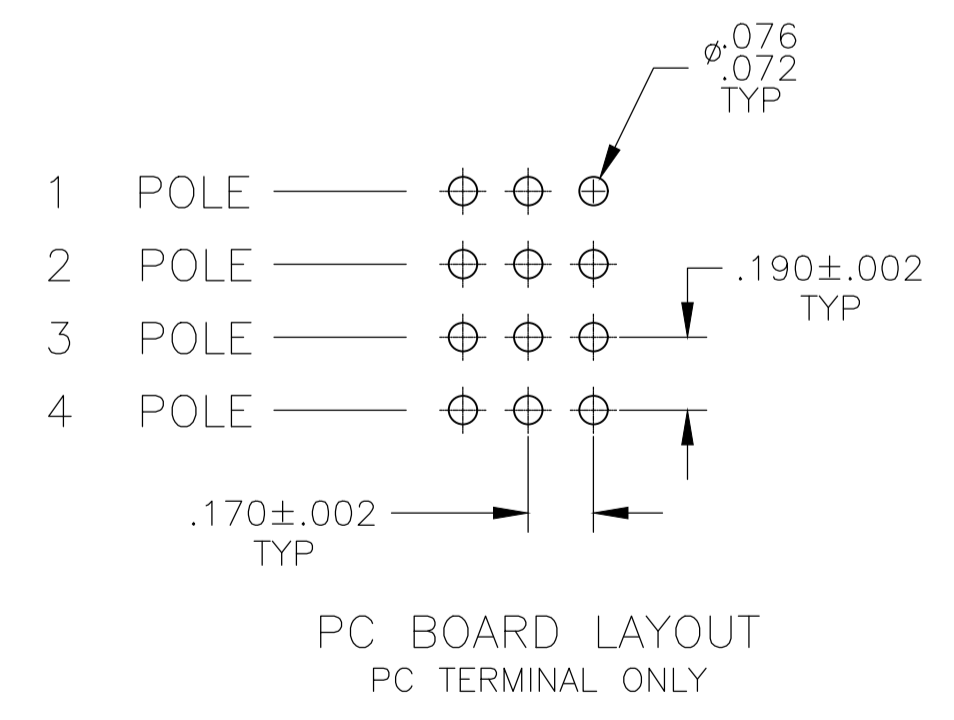 ⌀.076
.072
TYP
1 POLE
2 POLE
.190±.002
TYP
3 POLE
4 POLE
.170±.002
TYP
PC BOARD LAYOUT
PC TERMINAL ONLY